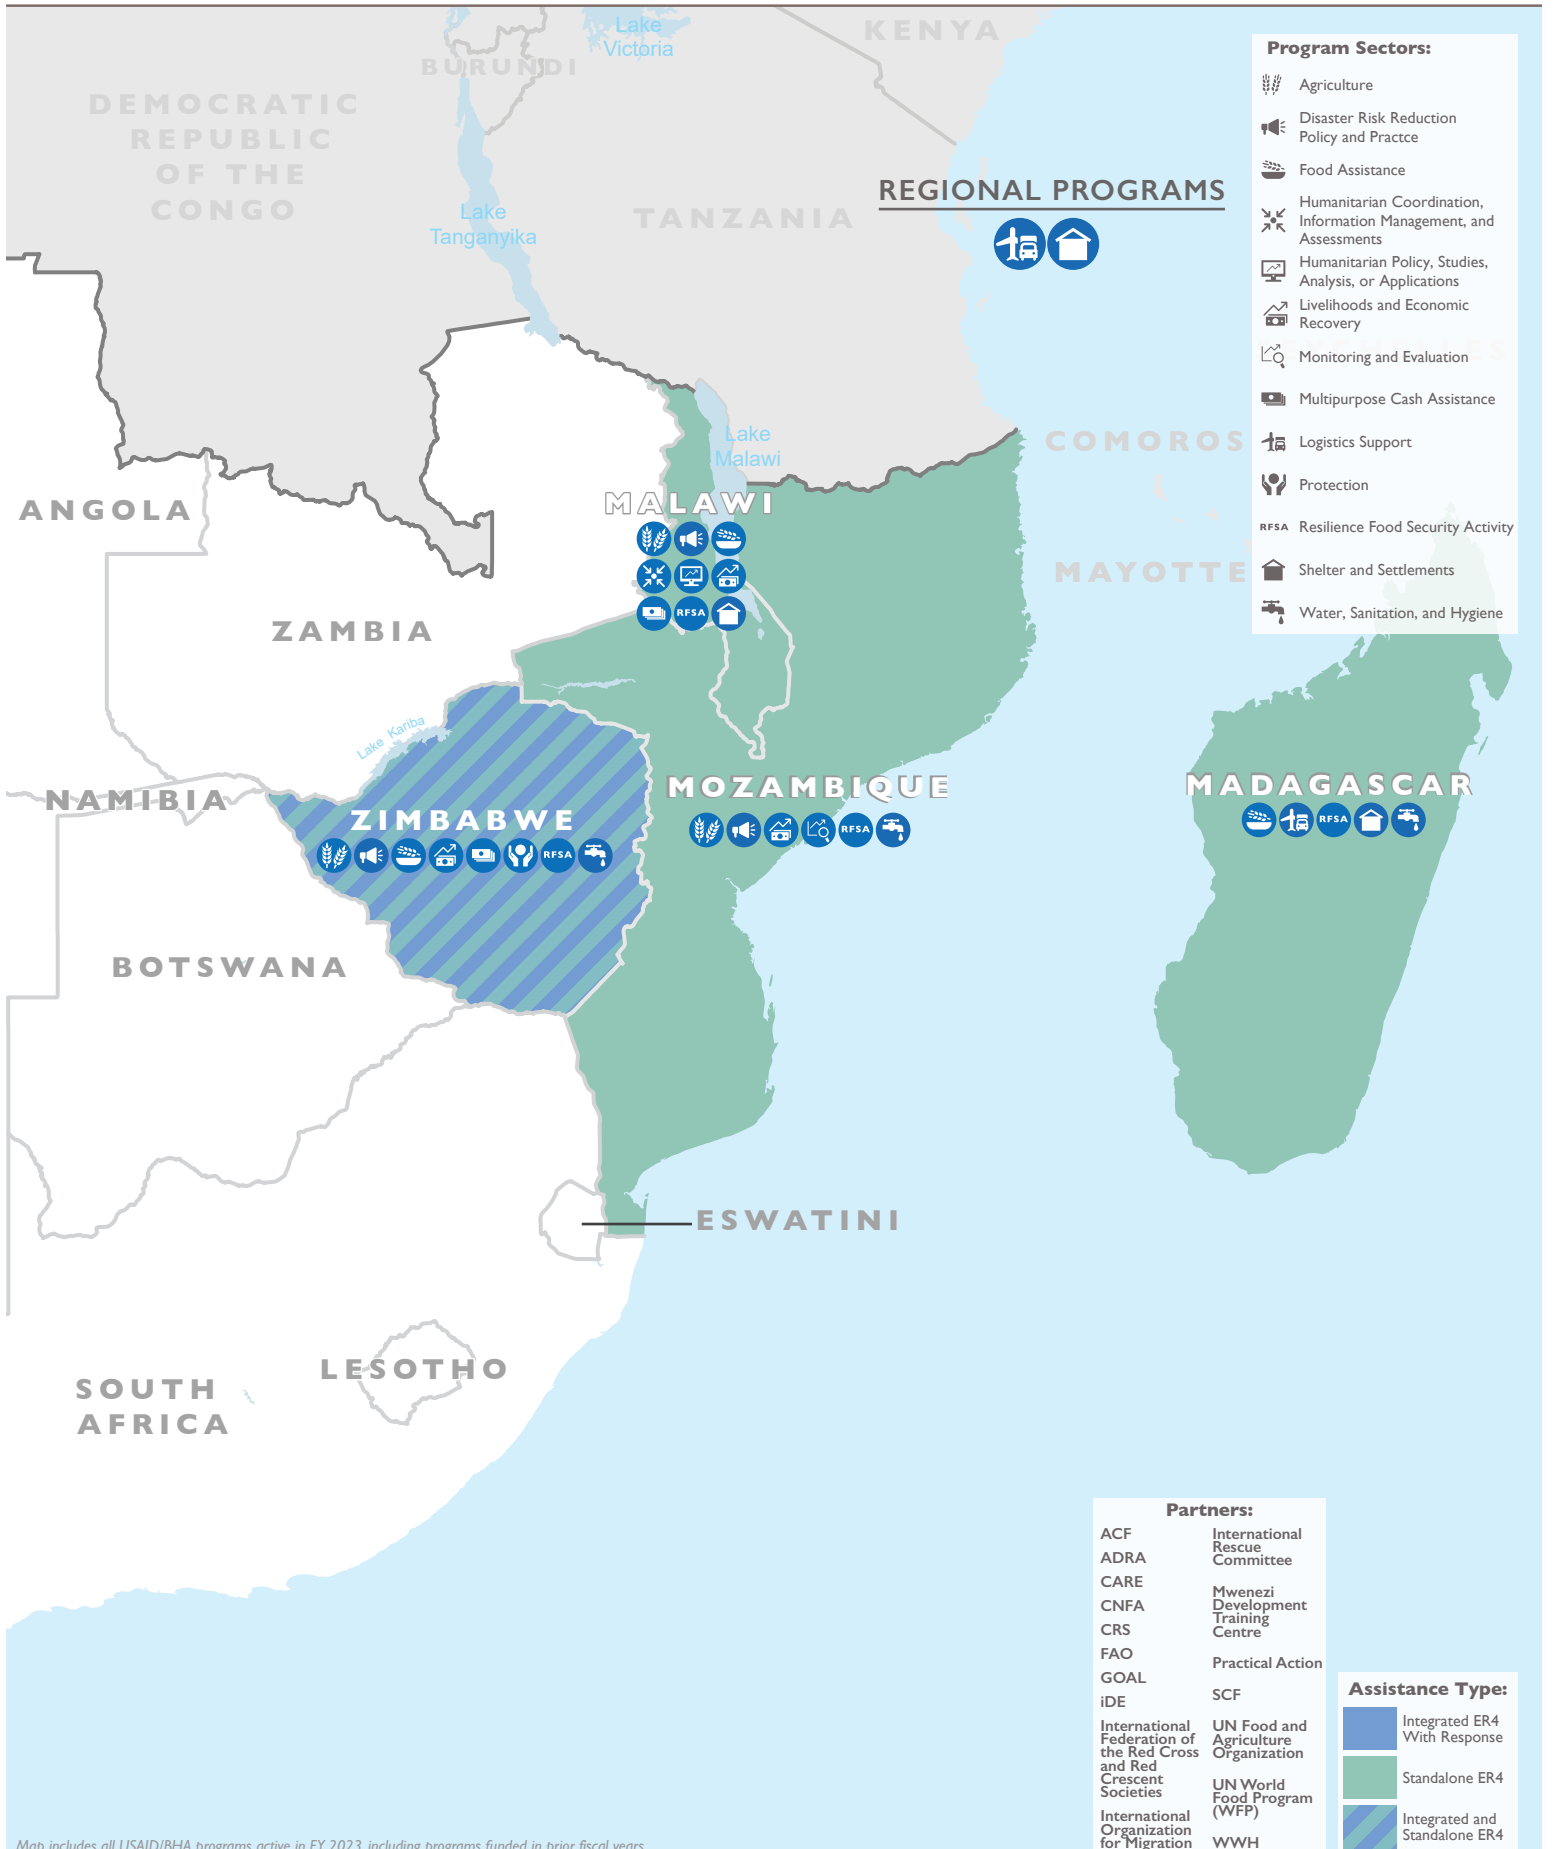 Lake
Victoria
KENYA
BURUNDI
DEMOCRATIC
REPUBLIC
OF THE
CONGO
Lake
Tanganyika
TANZANIA
REGIONAL PROGRAMS
Program Sectors:
Agriculture
Disaster Risk Reduction
Policy and Practce
Food Assistance
Humanitarian Coordination,
Information Management, and
Assessments
Humanitarian Policy, Studies,
Analysis, or Applications
Livelihoods and Economic
Recovery
Monitoring and Evaluation
Multipurpose Cash Assistance
Logistics Support
Protection
RFSA Resilience Food Security Activity
Shelter and Settlements
Water, Sanitation, and Hygiene
Lake
Malawi
COMOROS
MAYOTTE
ANGOLA
MALAWI
RFSA
ZAMBIA
Lake Kariba
NAMIBIA
ZIMBABWE
RFSA
MOZAMBIQUE
RFSA
MADAGASCAR
RFSA
BOTSWANA
ESWATINI
LESOTHO
SOUTH
AFRICA
Partners:
ACF
ADRA
CARE
CNFA
CRS
FAO
GOAL
iDE
International
Federation of
the Red Cross
and Red
Crescent
Societies
International
Organization
for Migration
International
Rescue
Committee
Mwenezi
Development
Training
Centre
Practical Action
SCF
UN Food and
Agriculture
Organization
UN World
Food Program
(WFP)
WWH
Assistance Type:
Integrated ER4
With Response
Standalone ER4
Integrated and
Standalone ER4
Map includes all USAID/BHA programs active in FY 2023, including programs funded in prior fiscal years